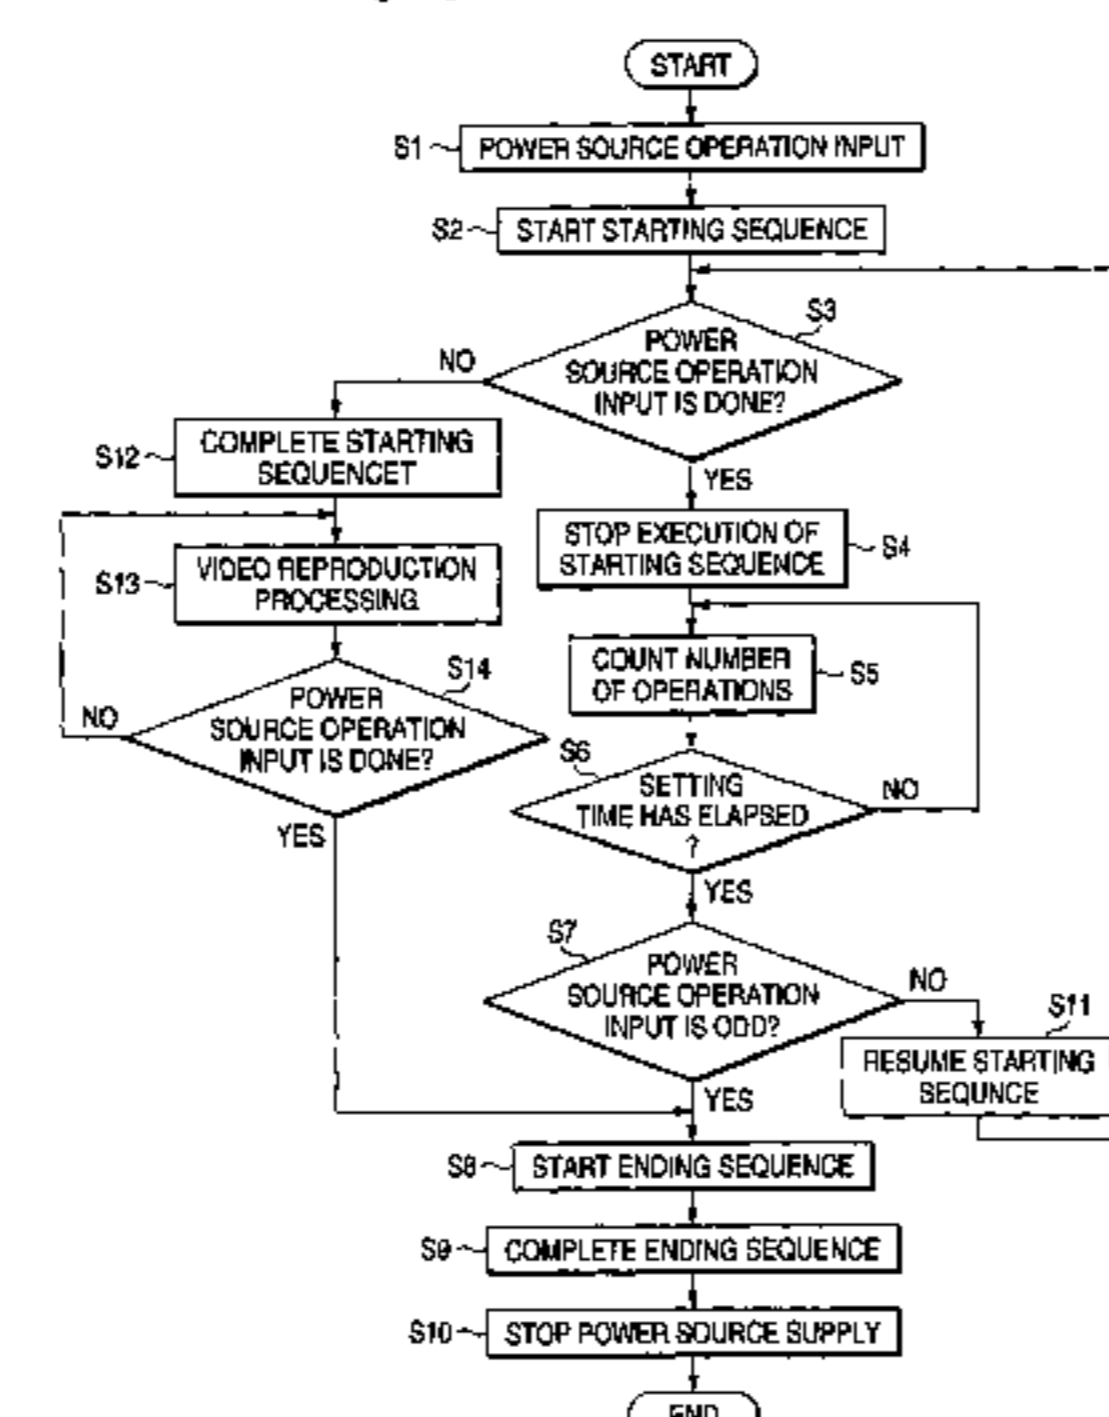 START
S1
POWER SOURCE OPERATION INPUT
S2
START STARTING SEQUENCE
S3
POWER
SOURCE OPERATION
INPUT IS DONE?
NO
YES
S12
COMPLETE STARTING
SEQUENCET
STOP EXECUTION OF
STARTING SEQUENCE
S4
S13
VIDEO REPRODUCTION
PROCESSING
COUNT NUMBER
OF OPERATIONS
S5
S14
POWER
SOURCE OPERATION
INPUT IS DONE?
NO
YES
S6
SETTING
TIME HAS ELAPSED
?
NO
YES
S7
POWER
SOURCE OPERATION
INPUT IS ODD?
NO
YES
S11
RESUME STARTING
SEQUNCE
S8
START ENDING SEQUENCE
S9
COMPLETE ENDING SEQUENCE
S10
STOP POWER SOURCE SUPPLY
END